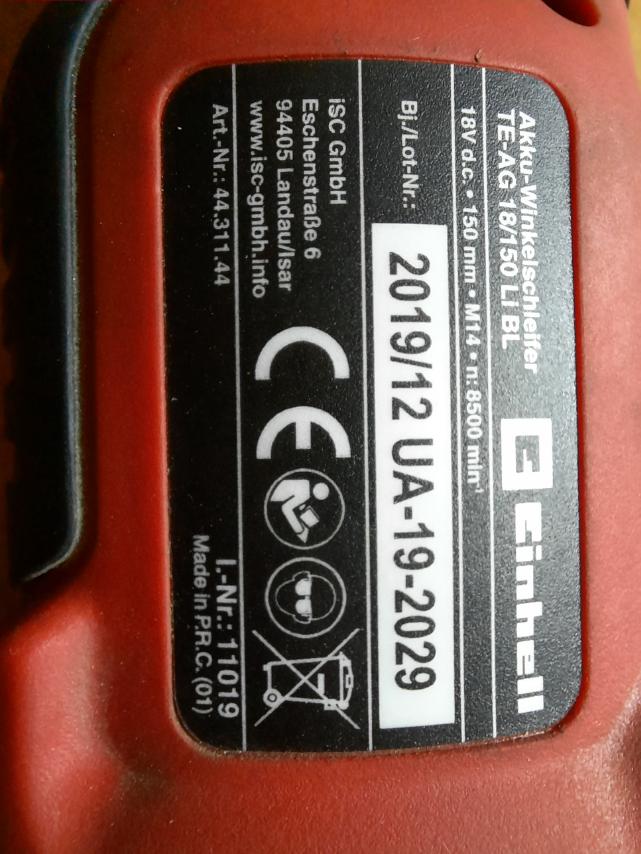 Akku-Winkelschleifer
TE-AG 18/150 Li BL
Einhell
18V d.c. • 150 mm • M14 • n: 8500 min⁻¹
Bj./Lot-Nr.: 2019/12 UA-19-2029
iSC GmbH
Eschenstraße 6
94405 Landau/Isar
www.isc-gmbh.info
CE
Art.-Nr.: 44.311.44
I.-Nr.: 11019
Made in P.R.C. (01)